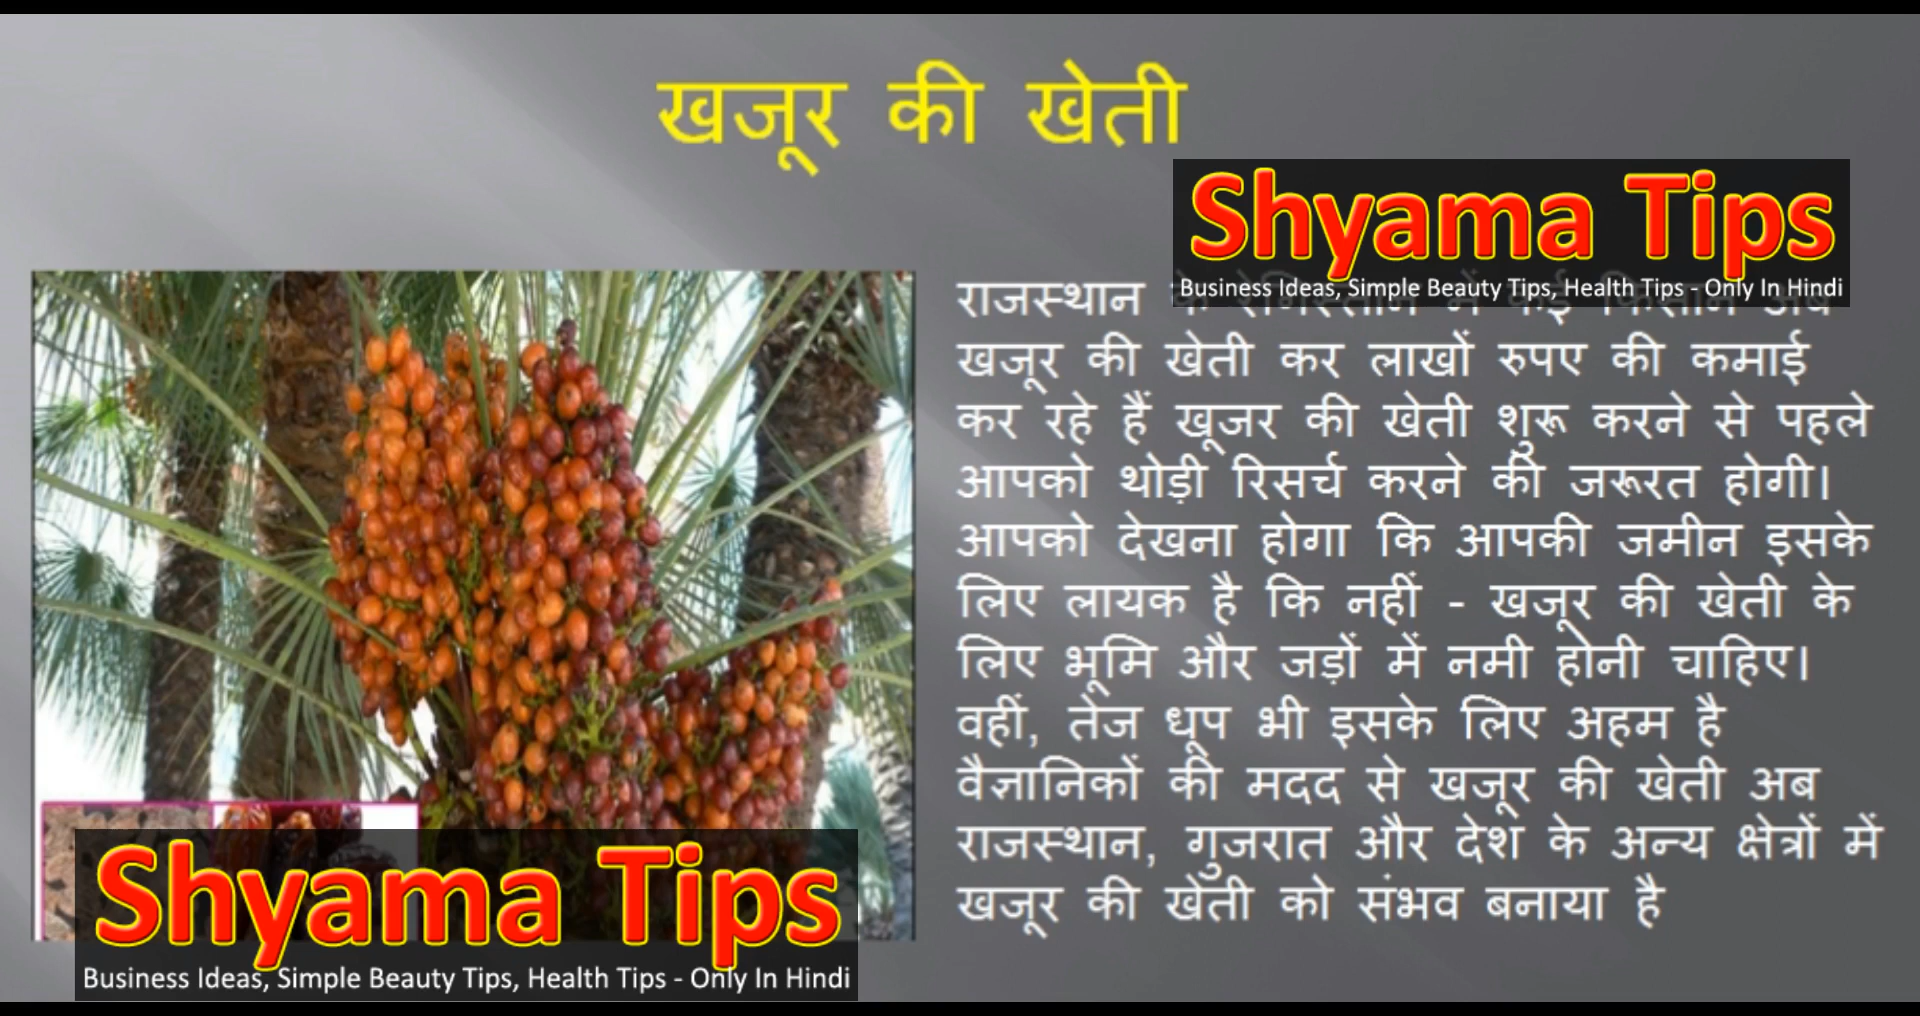 खजूर की खेती
Shyama Tips
Business Ideas, Simple Beauty Tips, Health Tips - Only In Hindi
राजस्थान के रेगिस्तान में कई किसान अब
खजूर की खेती कर लाखों रुपए की कमाई
कर रहे हैं खूजर की खेती शुरू करने से पहले
आपको थोड़ी रिसर्च करने की जरूरत होगी।
आपको देखना होगा कि आपकी जमीन इसके
लिए लायक है कि नहीं - खजूर की खेती के
लिए भूमि और जड़ों में नमी होनी चाहिए।
वहीं, तेज धूप भी इसके लिए अहम है
वैज्ञानिकों की मदद से खजूर की खेती अब
राजस्थान, गुजरात और देश के अन्य क्षेत्रों में
खजूर की खेती को संभव बनाया है
Shyama Tips
Business Ideas, Simple Beauty Tips, Health Tips - Only In Hindi